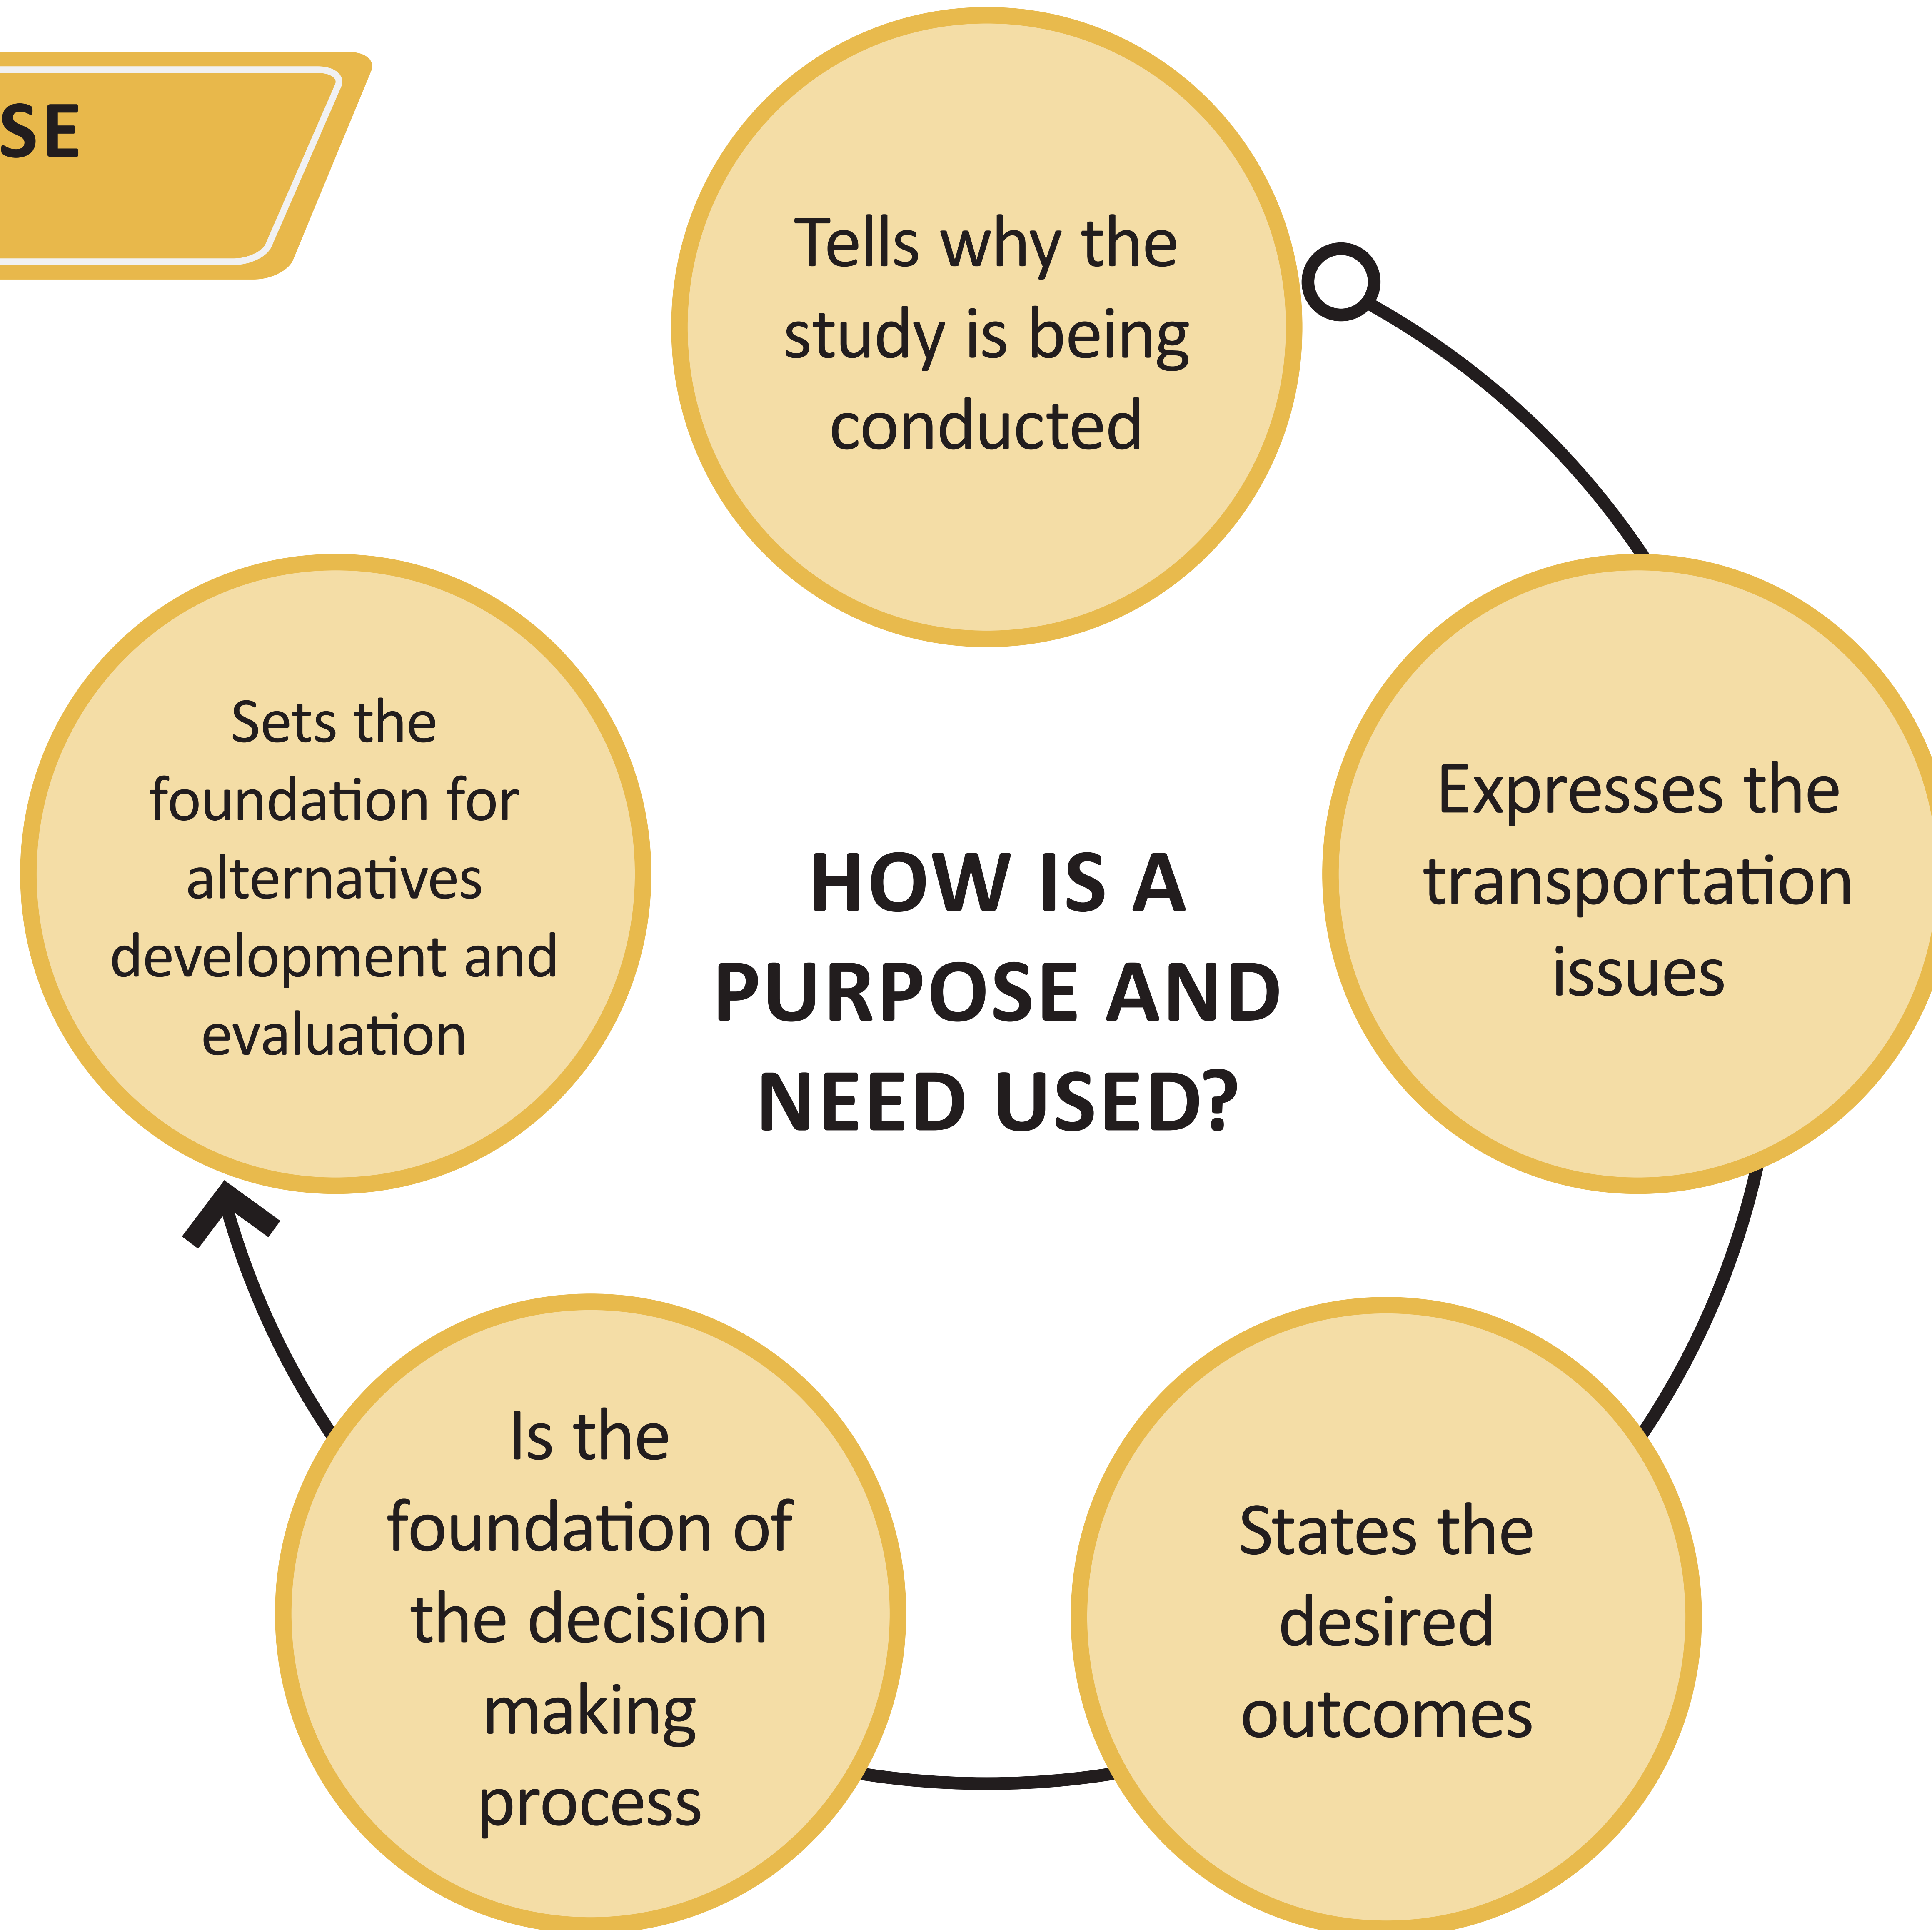 SE
Tells why the
study is being
conducted
Expresses the
transportation
issues
States the
desired
outcomes
Is the
foundation of
the decision
making
process
Sets the
foundation for
alternatives
development and
evaluation
HOW IS A
PURPOSE AND
NEED USED?